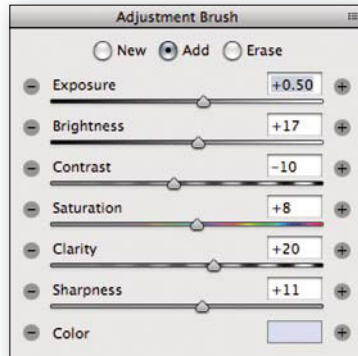 Adjustment Brush
New Add Erase
Exposure +0.50
Brightness +17
Contrast -10
Saturation +8
Clarity +20
Sharpness +11
Color